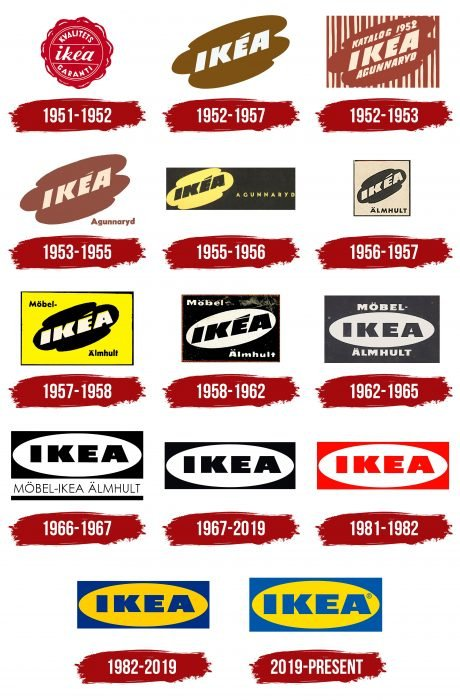 KVALITETS
ikéa
GARANTI
1951-1952
IKÉA
1952-1957
KATALOG 1952
IKÉA
AGUNNARYD
1952-1953
IKÉA
Agunnaryd
1953-1955
IKÉA
AGUNNARYD
1955-1956
IKÉA
ÄLMHULT
1956-1957
Möbel-
IKÉA
Älmhult
1957-1958
Möbel-
IKÉA
Älmhult
1958-1962
MÖBEL-
IKEA
ÄLMHULT
1962-1965
IKEA
MÖBEL-IKEA ÄLMHULT
1966-1967
IKEA
1967-2019
IKEA
1981-1982
IKEA
1982-2019
IKEA®
2019-PRESENT